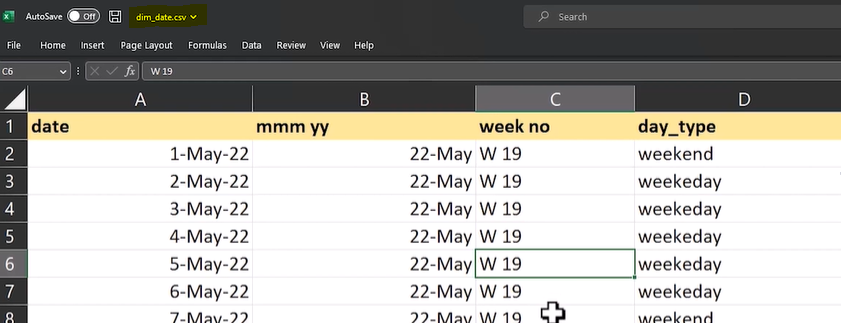 AutoSave Off dim_date.csv Search
File Home Insert Page Layout Formulas Data Review View Help
C6 fx W 19
A B C D
1 date mmm yy week no day_type
2 1-May-22 22-May W 19 weekend
3 2-May-22 22-May W 19 weekeday
4 3-May-22 22-May W 19 weekeday
5 4-May-22 22-May W 19 weekeday
6 5-May-22 22-May W 19 weekeday
7 6-May-22 22-May W 19 weekeday
8 7-May-22 22-May W 19 weekend